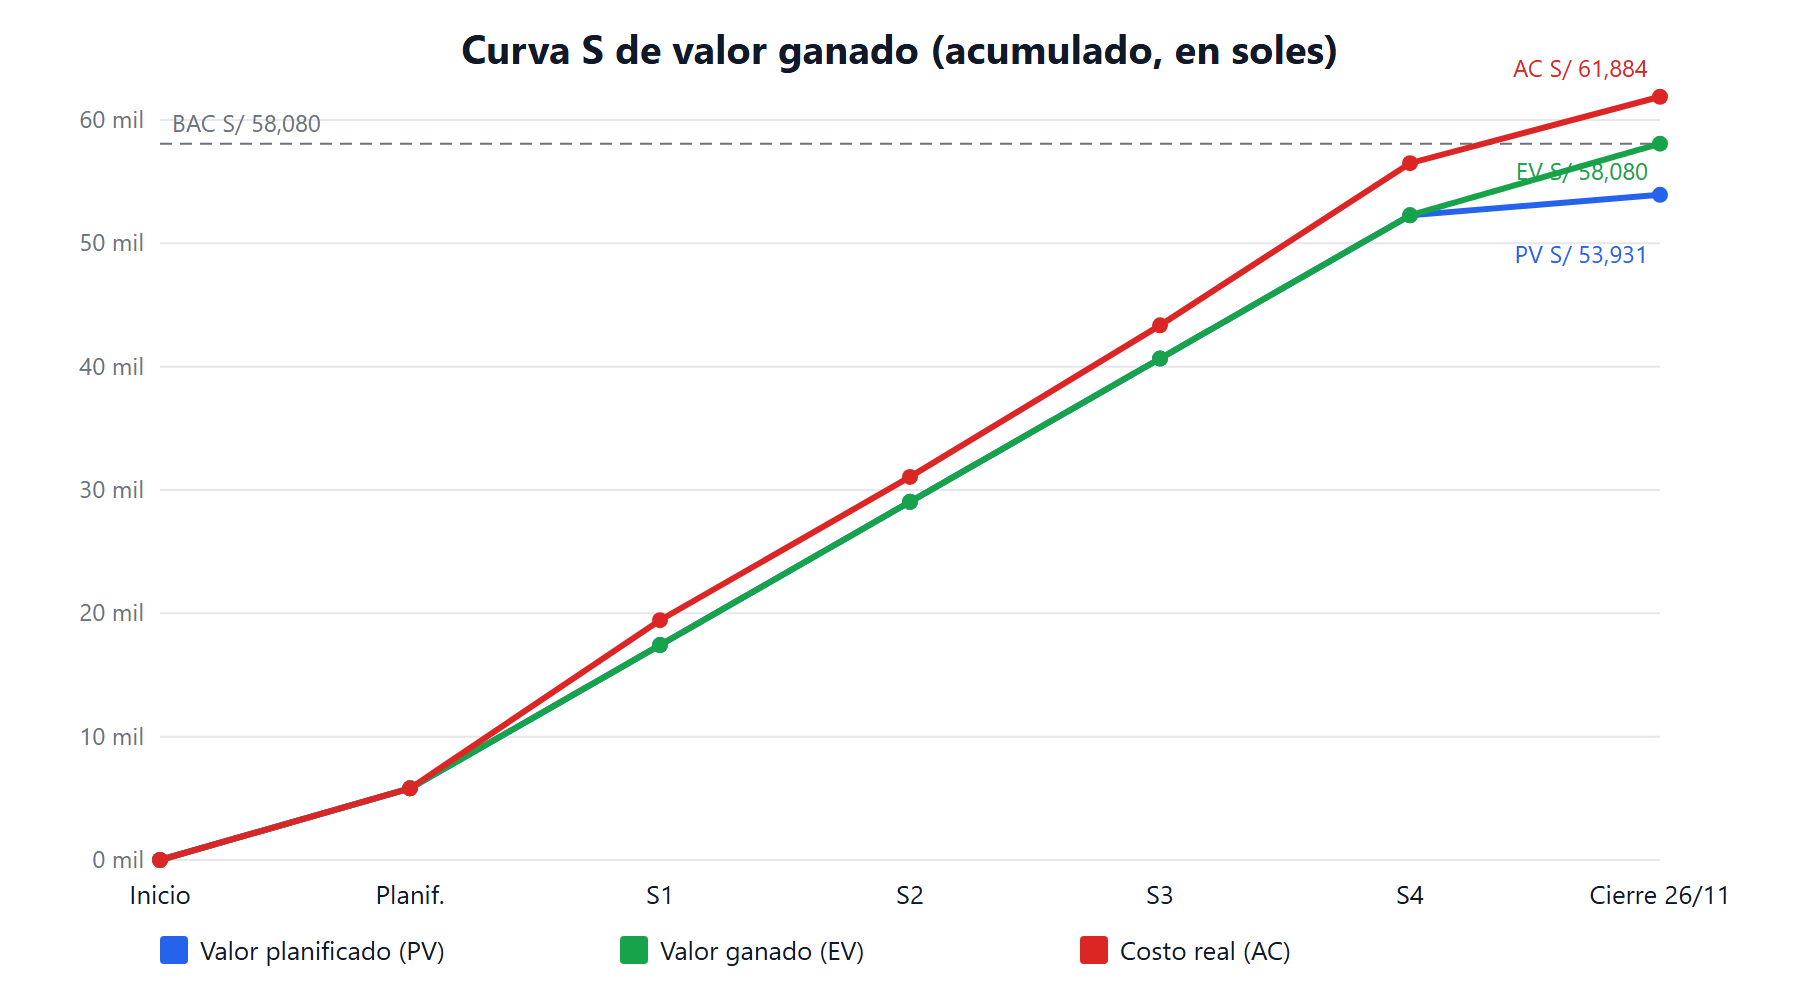 Curva S de valor ganado (acumulado, en soles)
AC S/ 61,884
60 mil
BAC S/ 58,080
EV S/ 58,080
50 mil
PV S/ 53,931
40 mil
30 mil
20 mil
10 mil
0 mil
Inicio
Planif.
S1
S2
S3
S4
Cierre 26/11
Valor planificado (PV)
Valor ganado (EV)
Costo real (AC)